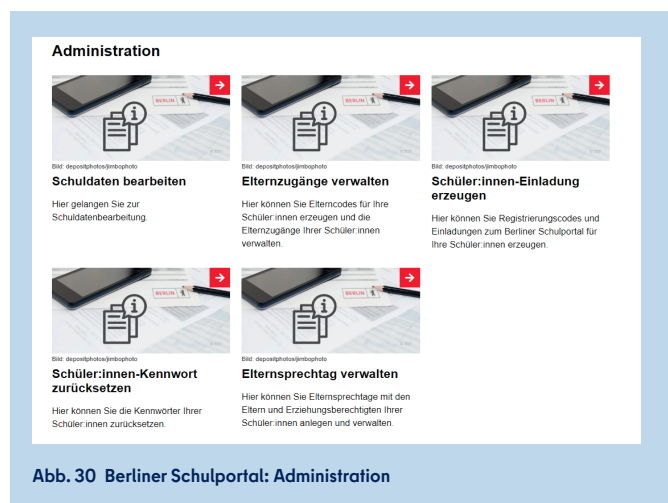 Administration
BERLIN
BERLIN
BERLIN
Bild: depositphotos/jimbophoto
Bild: depositphotos/jimbophoto
Bild: depositphotos/jimbophoto
Schuldaten bearbeiten
Hier gelangen Sie zur
Schuldatenbearbeitung.
Elternzugänge verwalten
Hier können Sie Elterncodes für Ihre
Schüler:innen erzeugen und die
Elternzugänge Ihrer Schüler:innen
verwalten.
Schüler:innen-Einladung
erzeugen
Hier können Sie Registrierungscodes und
Einladungen zum Berliner Schulportal für
Ihre Schüler:innen erzeugen.
BERLIN
BERLIN
Bild: depositphotos/jimbophoto
Bild: depositphotos/jimbophoto
Schüler:innen-Kennwort
zurücksetzen
Hier können Sie die Kennwörter Ihrer
Schüler:innen zurücksetzen.
Elternsprechtag verwalten
Hier können Sie Elternsprechtage mit den
Eltern und Erziehungsberechtigten Ihrer
Schüler:innen anlegen und verwalten.
Abb. 30 Berliner Schulportal: Administration